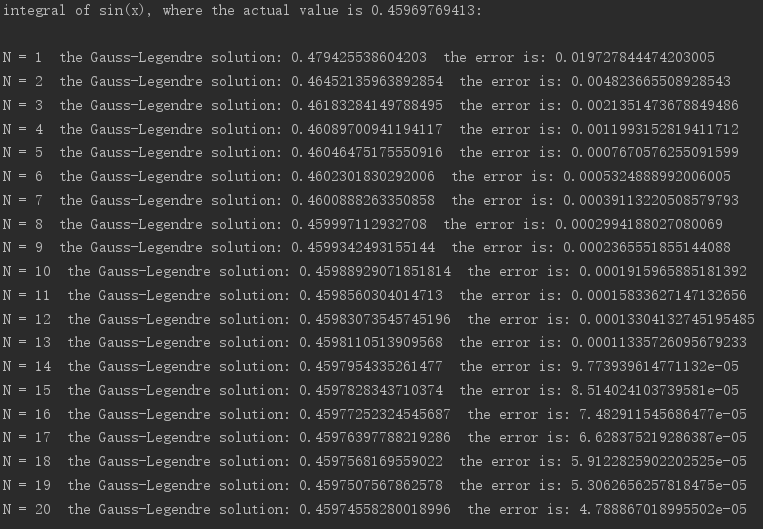 integral of sin(x), where the actual value is 0.45969769413:
N = 1  the Gauss-Legendre solution: 0.479425538604203  the error is: 0.019727844474203005
N = 2  the Gauss-Legendre solution: 0.46452135963892854  the error is: 0.004823665508928543
N = 3  the Gauss-Legendre solution: 0.46183284149788495  the error is: 0.0021351473678849486
N = 4  the Gauss-Legendre solution: 0.46089700941194117  the error is: 0.0011993152819411712
N = 5  the Gauss-Legendre solution: 0.46046475175550916  the error is: 0.0007670576255091599
N = 6  the Gauss-Legendre solution: 0.4602301830292006  the error is: 0.0005324888992006005
N = 7  the Gauss-Legendre solution: 0.4600888263350858  the error is: 0.00039113220508579793
N = 8  the Gauss-Legendre solution: 0.459997112932708  the error is: 0.0002994188027080069
N = 9  the Gauss-Legendre solution: 0.4599342493155144  the error is: 0.0002365551855144088
N = 10  the Gauss-Legendre solution: 0.45988929071851814  the error is: 0.0001915965885181392
N = 11  the Gauss-Legendre solution: 0.4598560304014713  the error is: 0.00015833627147132656
N = 12  the Gauss-Legendre solution: 0.45983073545745196  the error is: 0.00013304132745195485
N = 13  the Gauss-Legendre solution: 0.4598110513909568  the error is: 0.00011335726095679233
N = 14  the Gauss-Legendre solution: 0.4597954335261477  the error is: 9.773939614771132e-05
N = 15  the Gauss-Legendre solution: 0.4597828343710374  the error is: 8.514024103739581e-05
N = 16  the Gauss-Legendre solution: 0.45977252324545687  the error is: 7.482911545686477e-05
N = 17  the Gauss-Legendre solution: 0.45976397788219286  the error is: 6.628375219286387e-05
N = 18  the Gauss-Legendre solution: 0.4597568169559022  the error is: 5.9122825902202525e-05
N = 19  the Gauss-Legendre solution: 0.4597507567862578  the error is: 5.3062656257818475e-05
N = 20  the Gauss-Legendre solution: 0.45974558280018996  the error is: 4.788867018995502e-05